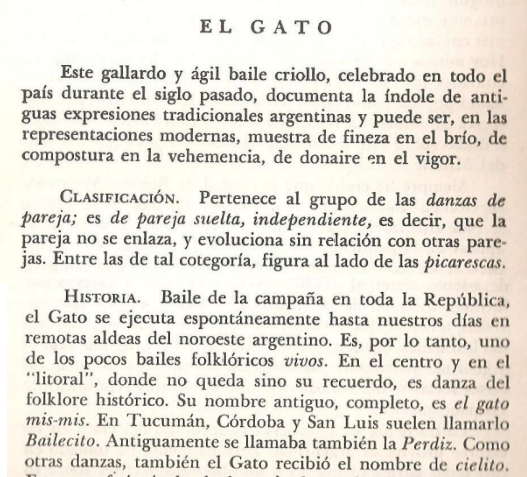 EL GATO
Este gallardo y ágil baile criollo, celebrado en todo el
país durante el siglo pasado, documenta la índole de anti-
guas expresiones tradicionales argentinas y puede ser, en las
representaciones modernas, muestra de fineza en el brío, de
compostura en la vehemencia, de donaire en el vigor.
CLASIFICACIÓN. Pertenece al grupo de las danzas de
pareja; es de pareja suelta, independiente, es decir, que la
pareja no se enlaza, y evoluciona sin relación con otras pare-
jas. Entre las de tal cotegoría, figura al lado de las picarescas.
HISTORIA. Baile de la campaña en toda la República,
el Gato se ejecuta espontáneamente hasta nuestros días en
remotas aldeas del noroeste argentino. Es, por lo tanto, uno
de los pocos bailes folklóricos vivos. En el centro y en el
"litoral", donde no queda sino su recuerdo, es danza del
folklore histórico. Su nombre antiguo, completo, es el gato
mis-mis. En Tucumán, Córdoba y San Luis suelen llamarlo
Bailecito. Antiguamente se llamaba también la Perdiz. Como
otras danzas, también el Gato recibió el nombre de cielito.